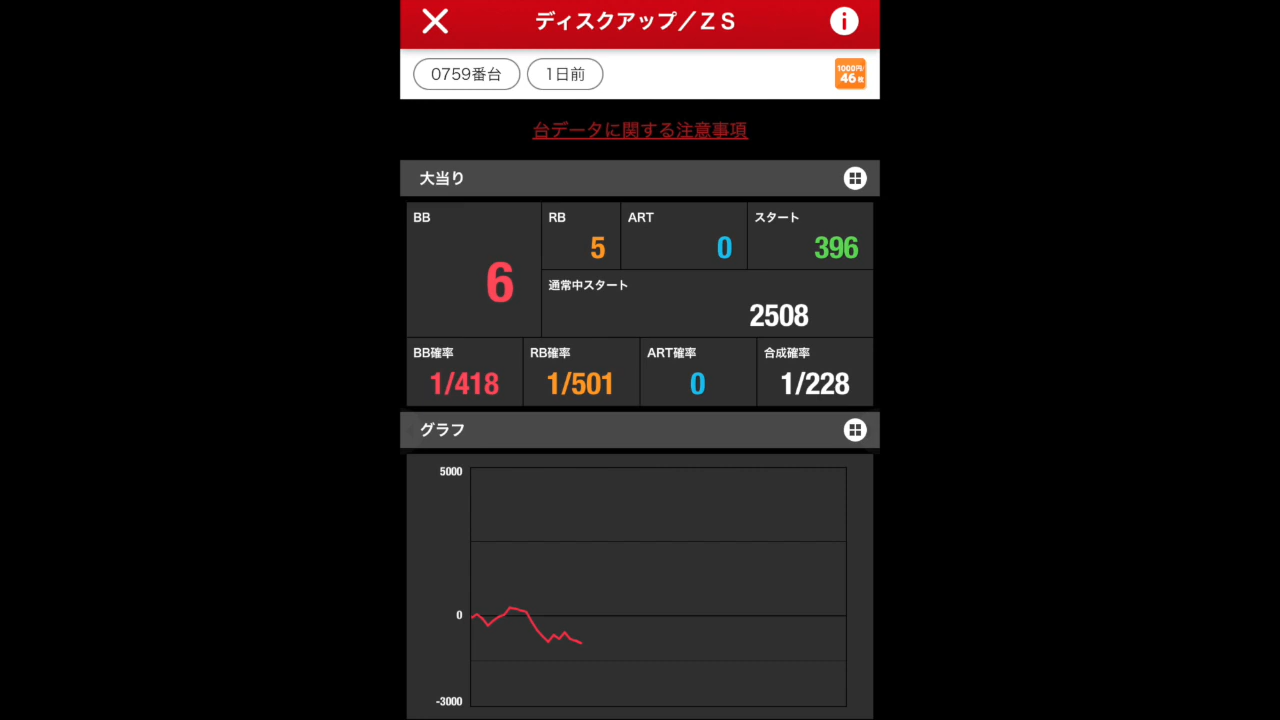 ディスクアップ/ZS
0759番台 1日前
1000円/
46枚
台データに関する注意事項
大当り
BB RB ART スタート
6 5 0 396
通常中スタート
2508
BB確率 RB確率 ART確率 合成確率
1/418 1/501 0 1/228
グラフ
5000
0
-3000